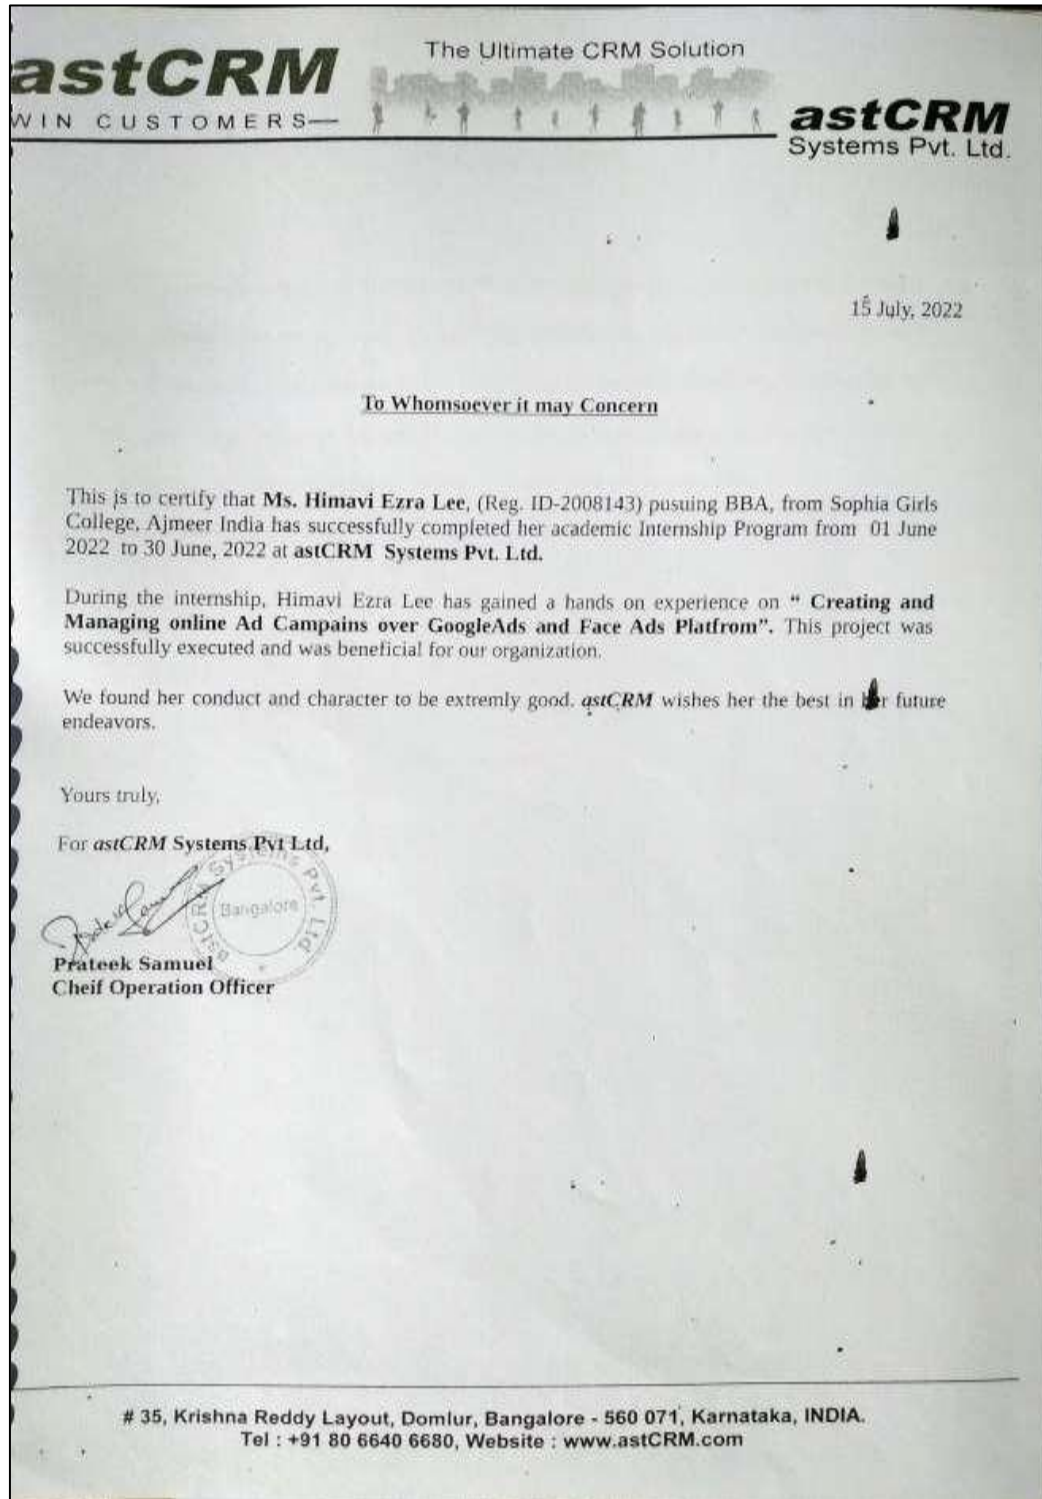 The Ultimate CRM Solution
astCRM
WIN CUSTOMERS
astCRM
Systems Pvt. Ltd.
15 July, 2022
To Whomsoever it may Concern
This is to certify that Ms. Himavi Ezra Lee, (Reg. ID-2008143) pusuing BBA, from Sophia Girls
College, Ajmeer India has successfully completed her academic Internship Program from 01 June
2022 to 30 June, 2022 at astCRM Systems Pvt. Ltd.
During the internship, Himavi Ezra Lee has gained a hands on experience on “ Creating and
Managing online Ad Campains over GoogleAds and Face Ads Platfrom”. This project was
successfully executed and was beneficial for our organization.
We found her conduct and character to be extremly good. astCRM wishes her the best in her future
endeavors.
Yours truly,
For astCRM Systems Pvt Ltd,
astCRM Systems Pvt. Ltd.
Bangalore
Prateek Samuel
Cheif Operation Officer
# 35, Krishna Reddy Layout, Domlur, Bangalore - 560 071, Karnataka, INDIA.
Tel : +91 80 6640 6680, Website : www.astCRM.com